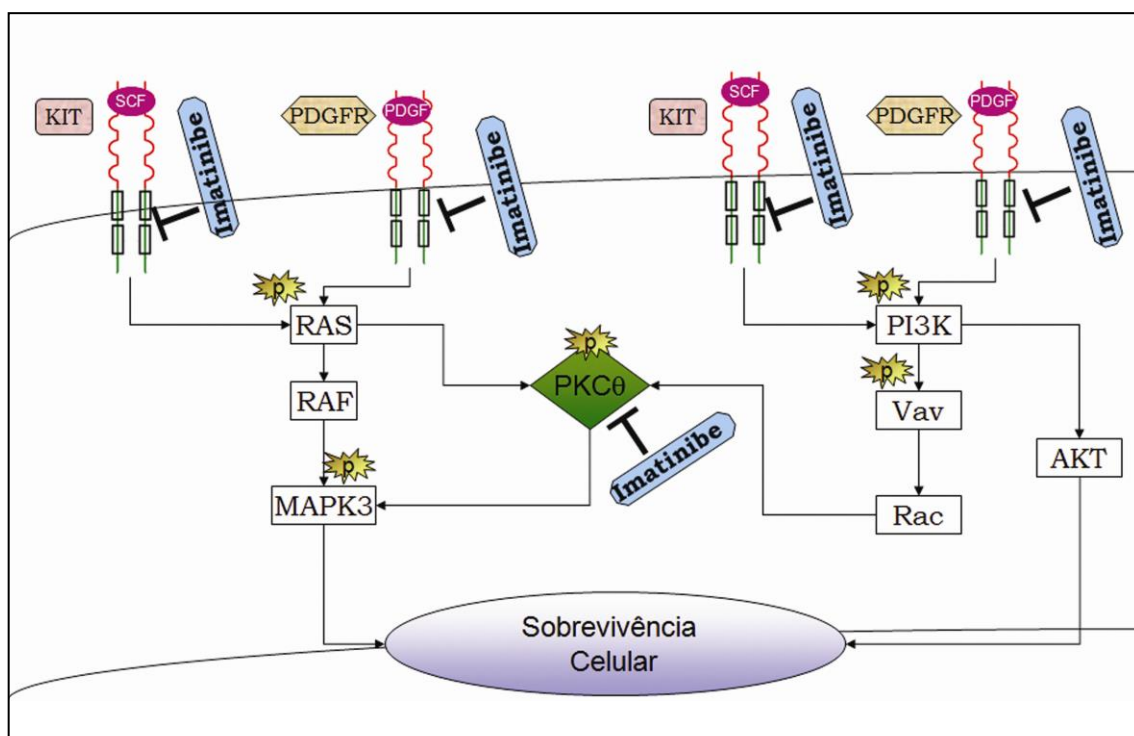 SCF
KIT
Imatinibe
PDGFR
PDGF
Imatinibe
SCF
KIT
Imatinibe
PDGFR
PDGF
Imatinibe
p
RAS
p
PI3K
p
PKCθ
p
Vav
RAF
Imatinibe
AKT
p
MAPK3
Rac
Sobrevivência
Celular